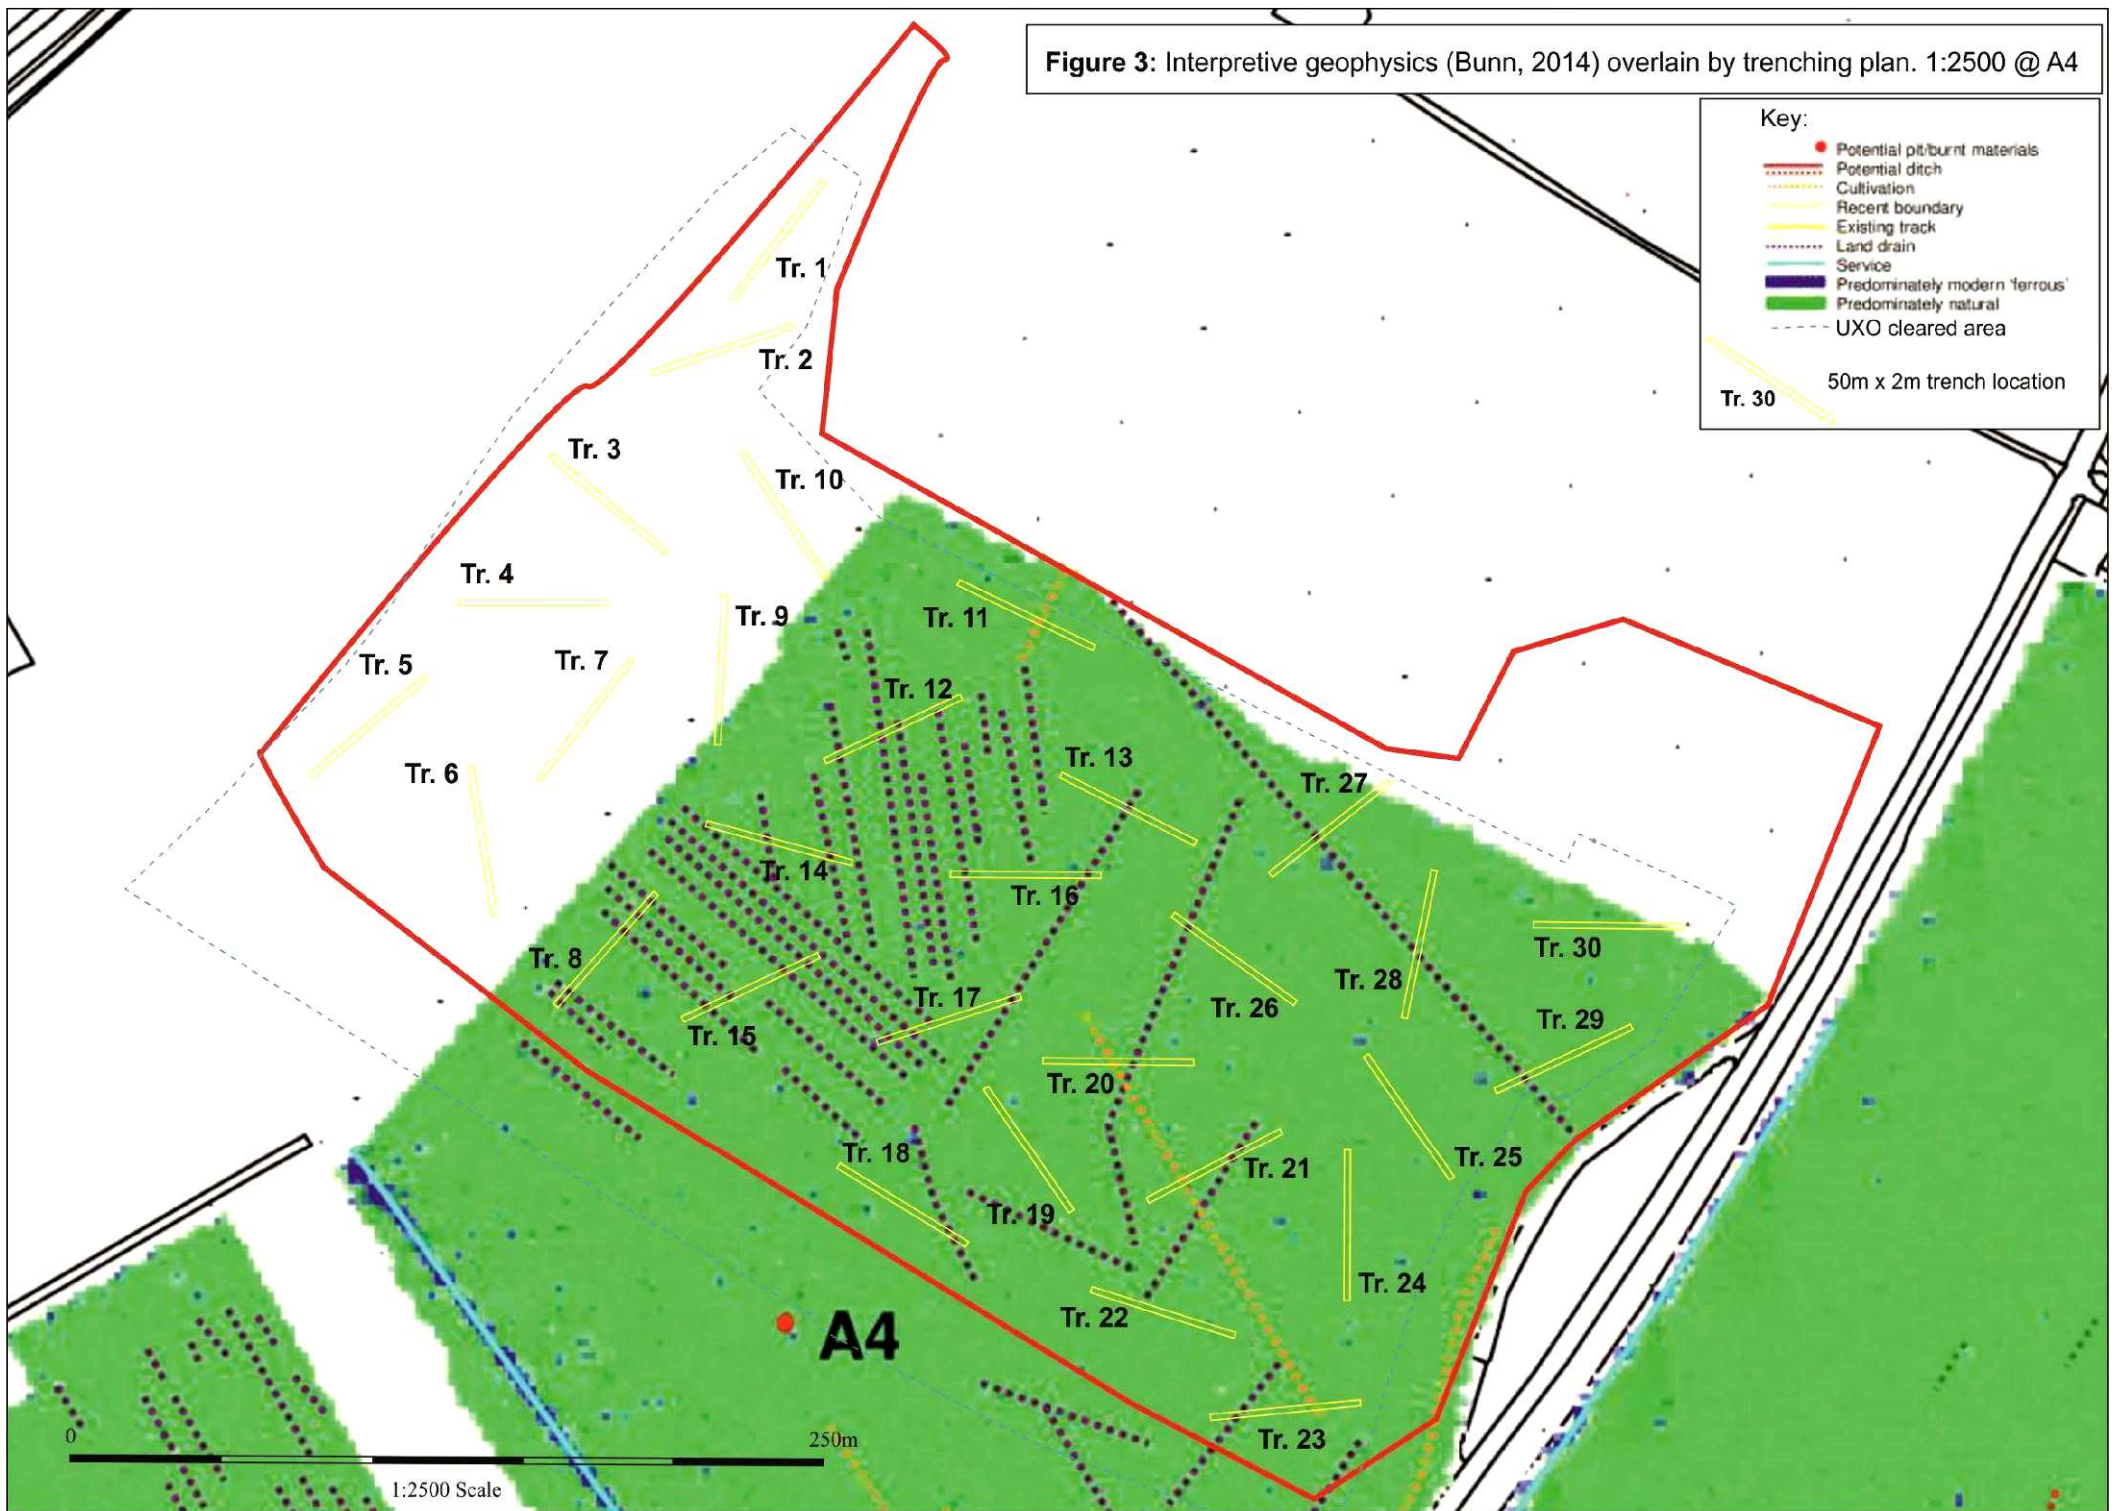 Figure 3: Interpretive geophysics (Bunn, 2014) overlain by trenching plan. 1:2500 @ A4
Key:
Potential pit/burnt materials
Potential ditch
Cultivation
Recent boundary
Existing track
Land drain
Service
Predominately modern 'ferrous'
Predominately natural
UXO cleared area
50m x 2m trench location
Tr. 30
Tr. 1
Tr. 2
Tr. 3
Tr. 10
Tr. 4
Tr. 9
Tr. 11
Tr. 5
Tr. 7
Tr. 12
Tr. 6
Tr. 13
Tr. 27
Tr. 14
Tr. 16
Tr. 8
Tr. 30
Tr. 28
Tr. 17
Tr. 26
Tr. 29
Tr. 15
Tr. 20
Tr. 18
Tr. 25
Tr. 21
Tr. 19
Tr. 24
Tr. 22
A4
Tr. 23
0
250m
1:2500 Scale